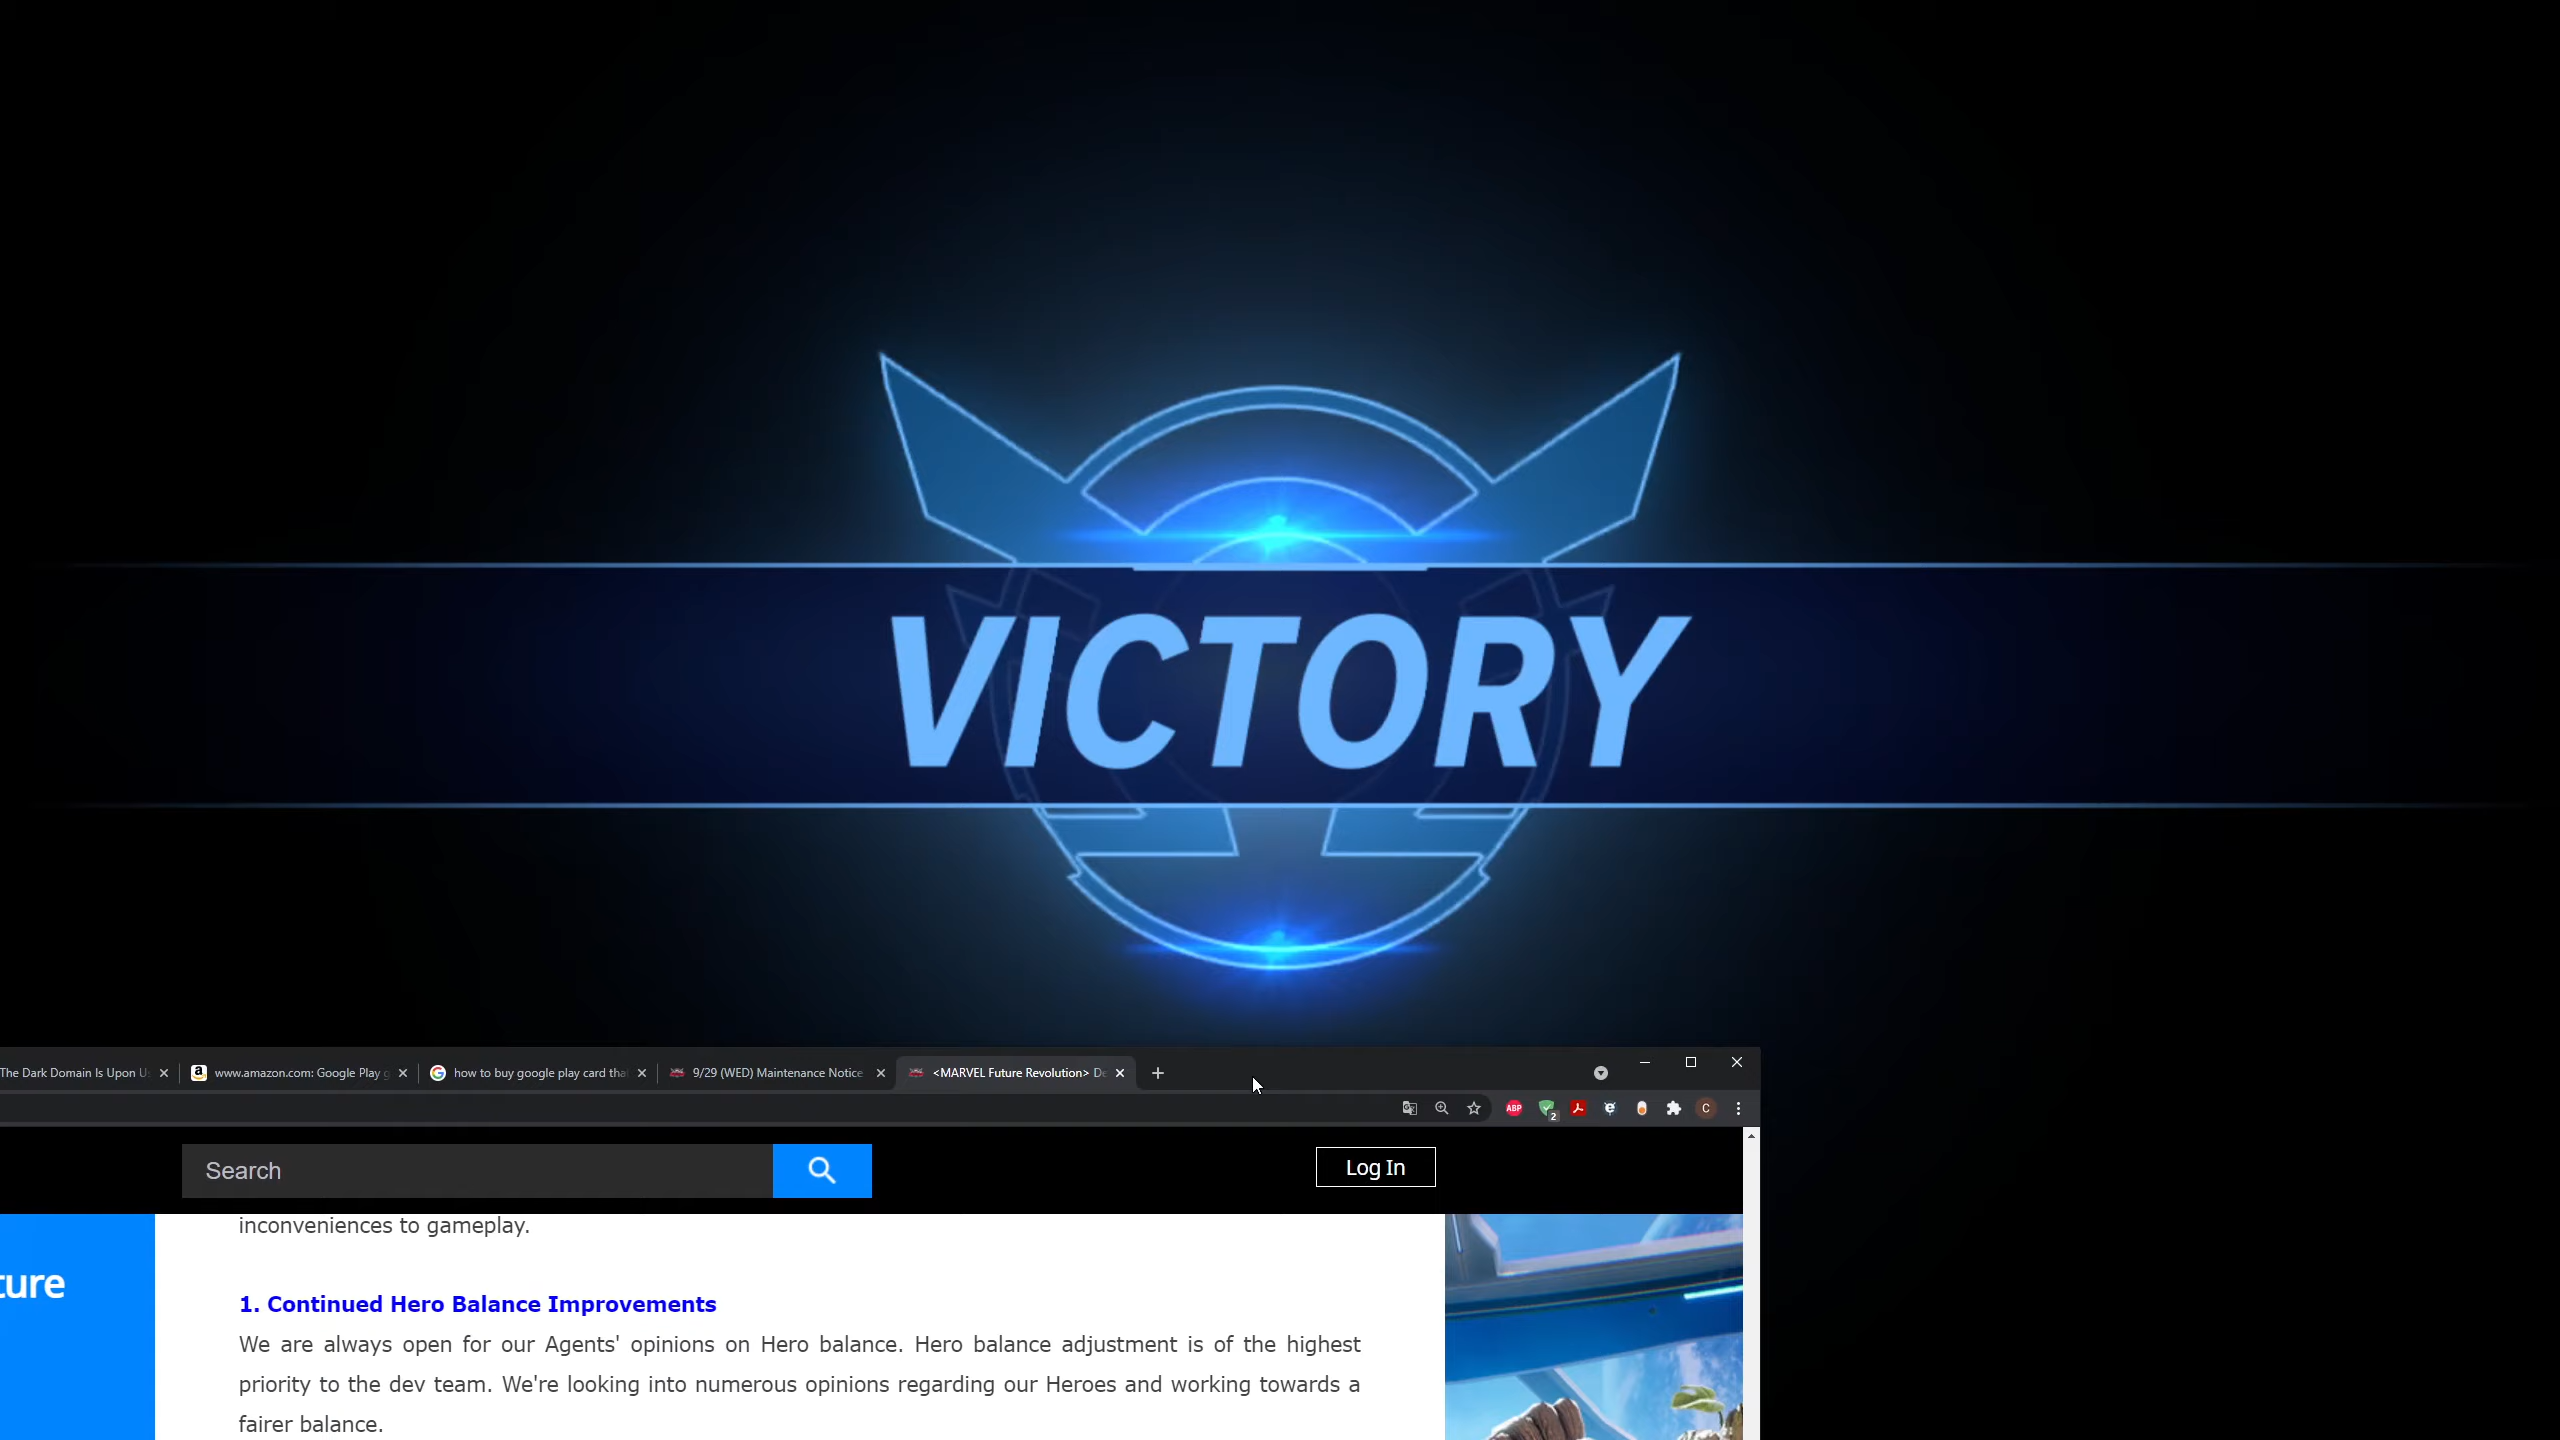 VICTORY
The Dark Domain Is Upon U
www.amazon.com: Google Play g
how to buy google play card tha
9/29 (WED) Maintenance Notice
<MARVEL Future Revolution> De
ABP
2
C
Search
Log In
inconveniences to gameplay.
ture
1. Continued Hero Balance Improvements
We are always open for our Agents' opinions on Hero balance. Hero balance adjustment is of the highest
priority to the dev team. We're looking into numerous opinions regarding our Heroes and working towards a
fairer balance.